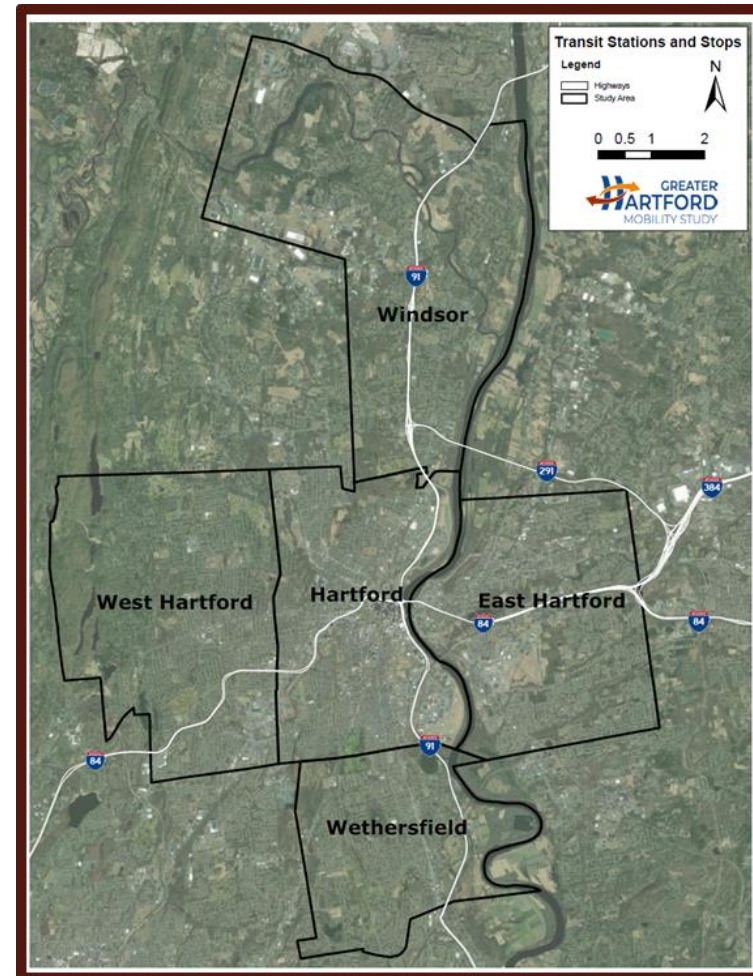 Transit Stations and Stops
Legend
N
Highways
Study Area
0 0.5 1 2
GREATER
HARTFORD
MOBILITY STUDY
91
Windsor
291
384
West Hartford
Hartford
East Hartford
84
84
91
84
Wethersfield